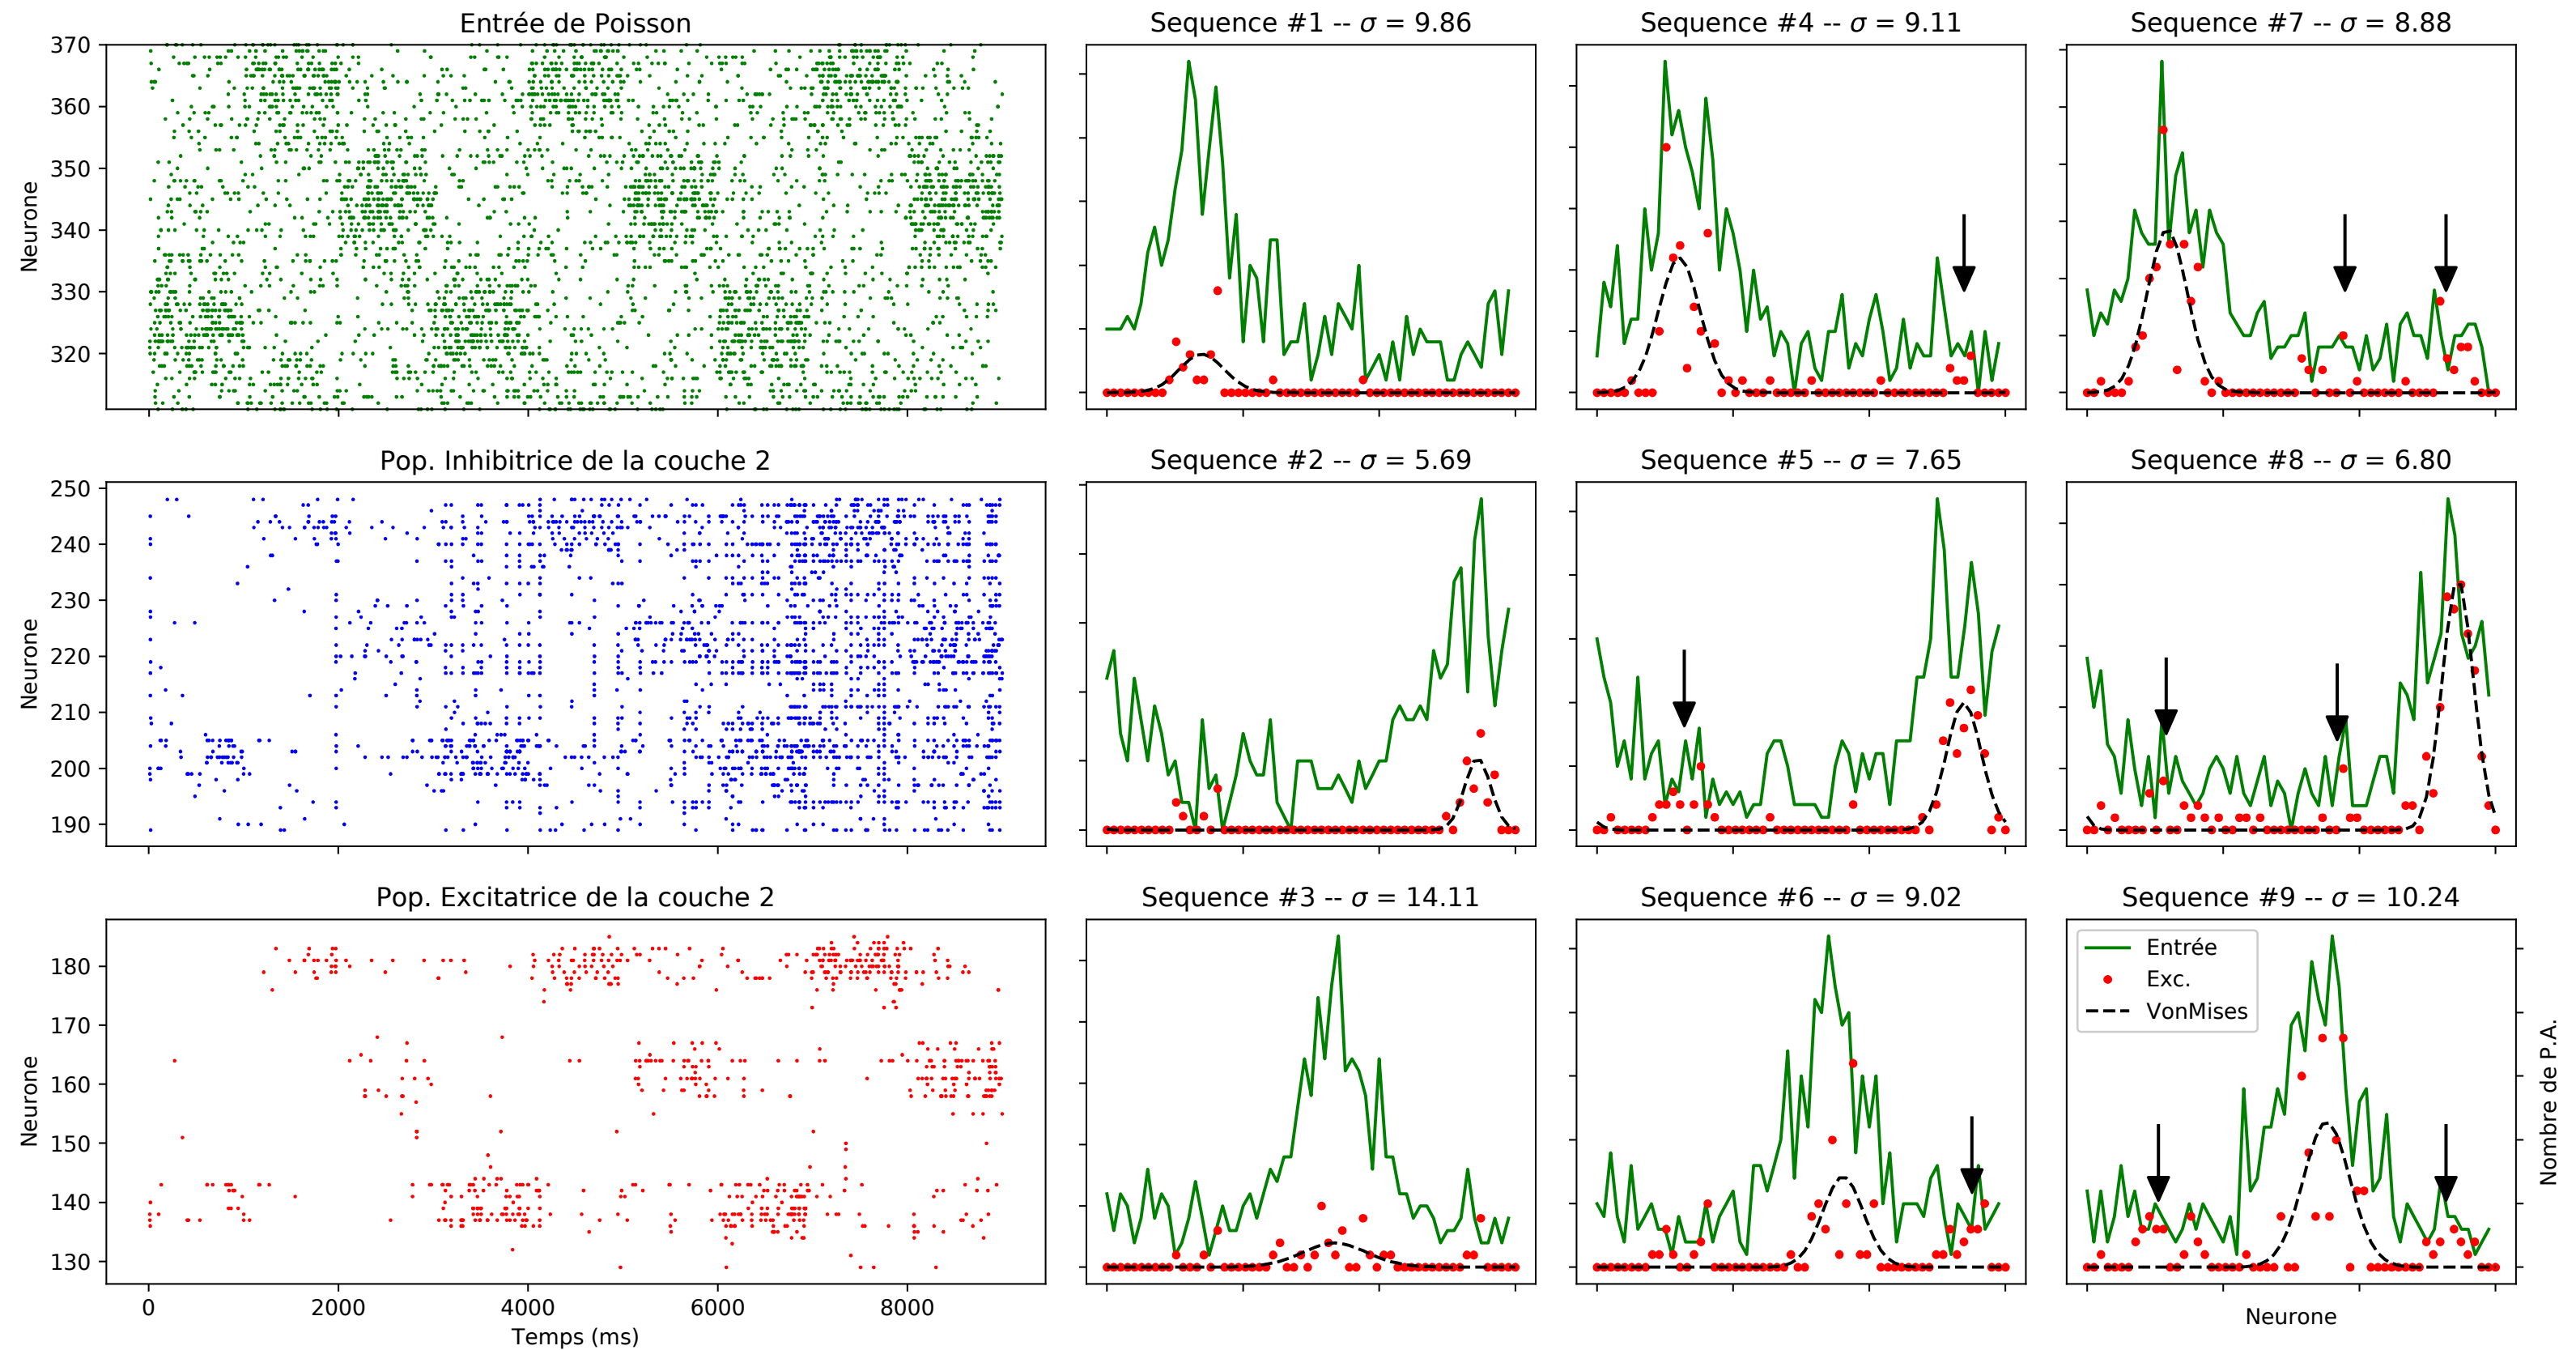 Entrée de Poisson
Neurone
370
360
350
340
330
320
Sequence #1 -- σ = 9.86
Sequence #4 -- σ = 9.11
Sequence #7 -- σ = 8.88
Pop. Inhibitrice de la couche 2
Neurone
250
240
230
220
210
200
190
Sequence #2 -- σ = 5.69
Sequence #5 -- σ = 7.65
Sequence #8 -- σ = 6.80
Pop. Excitatrice de la couche 2
Neurone
180
170
160
150
140
130
0 2000 4000 6000 8000
Temps (ms)
Sequence #3 -- σ = 14.11
Sequence #6 -- σ = 9.02
Sequence #9 -- σ = 10.24
Entrée
Exc.
VonMises
Neurone
Nombre de P.A.